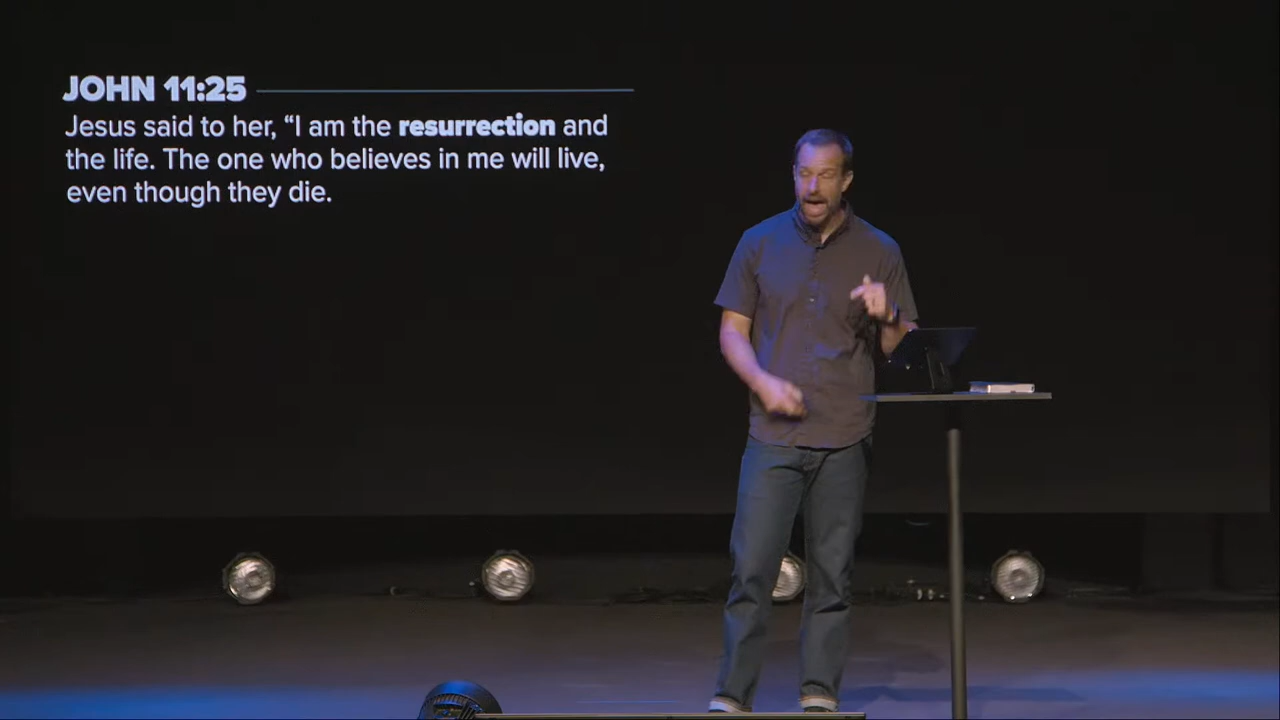 JOHN 11:25
Jesus said to her, “I am the resurrection and
the life. The one who believes in me will live,
even though they die.